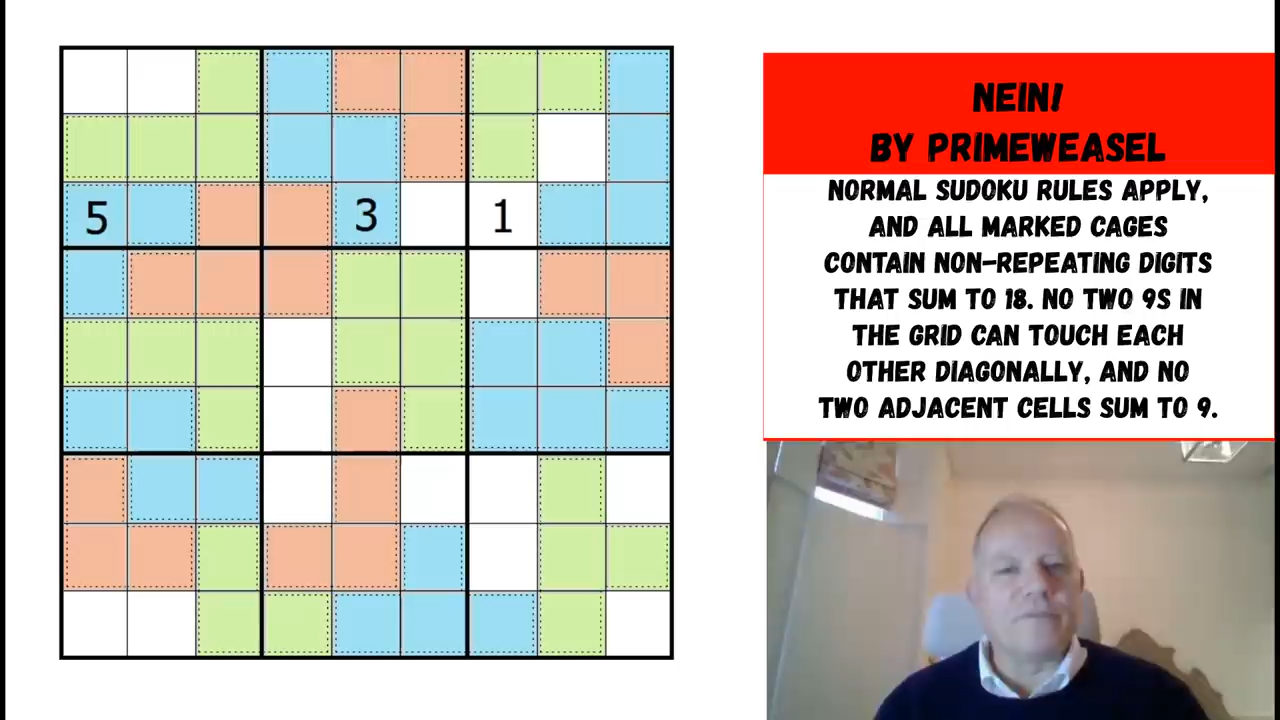 NEIN!
BY PRIMEWEASEL
NORMAL SUDOKU RULES APPLY,
AND ALL MARKED CAGES
CONTAIN NON-REPEATING DIGITS
THAT SUM TO 18. NO TWO 9S IN
THE GRID CAN TOUCH EACH
OTHER DIAGONALLY, AND NO
TWO ADJACENT CELLS SUM TO 9.
5 3 1